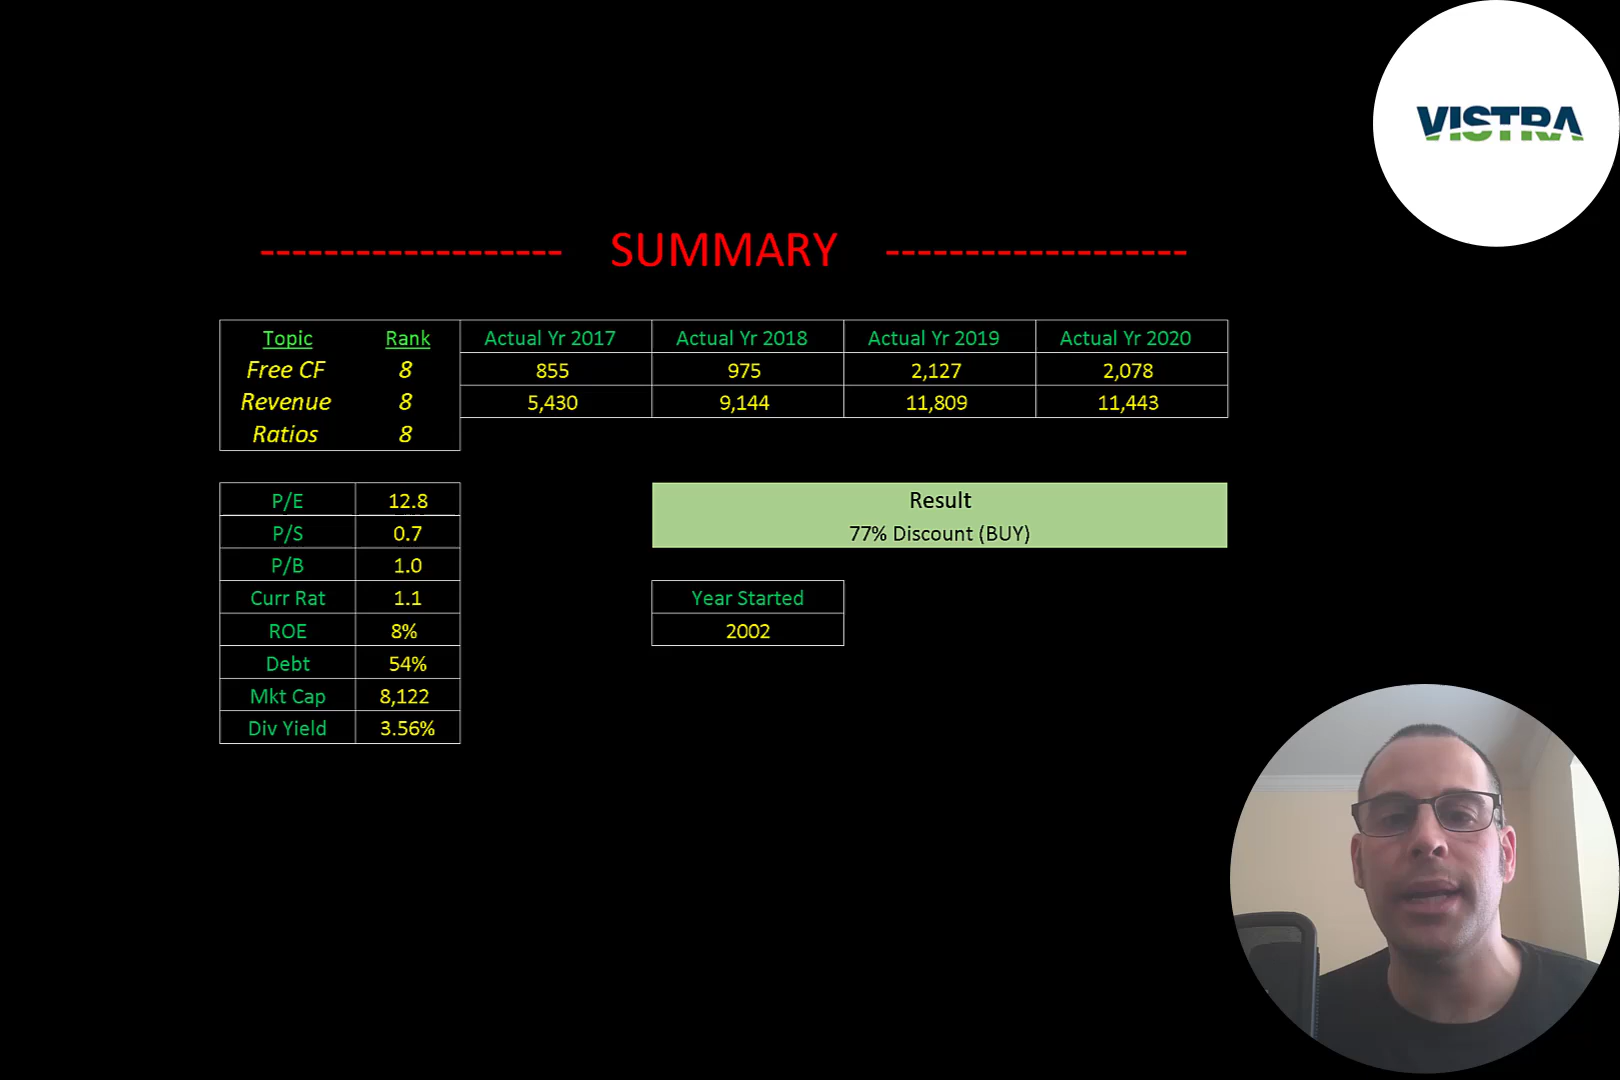 VISTRA
------------------- SUMMARY -------------------
Topic Rank Actual Yr 2017 Actual Yr 2018 Actual Yr 2019 Actual Yr 2020
Free CF 8 855 975 2,127 2,078
Revenue 8 5,430 9,144 11,809 11,443
Ratios 8
P/E 12.8 Result
P/S 0.7 77% Discount (BUY)
P/B 1.0
Curr Rat 1.1 Year Started
ROE 8% 2002
Debt 54%
Mkt Cap 8,122
Div Yield 3.56%